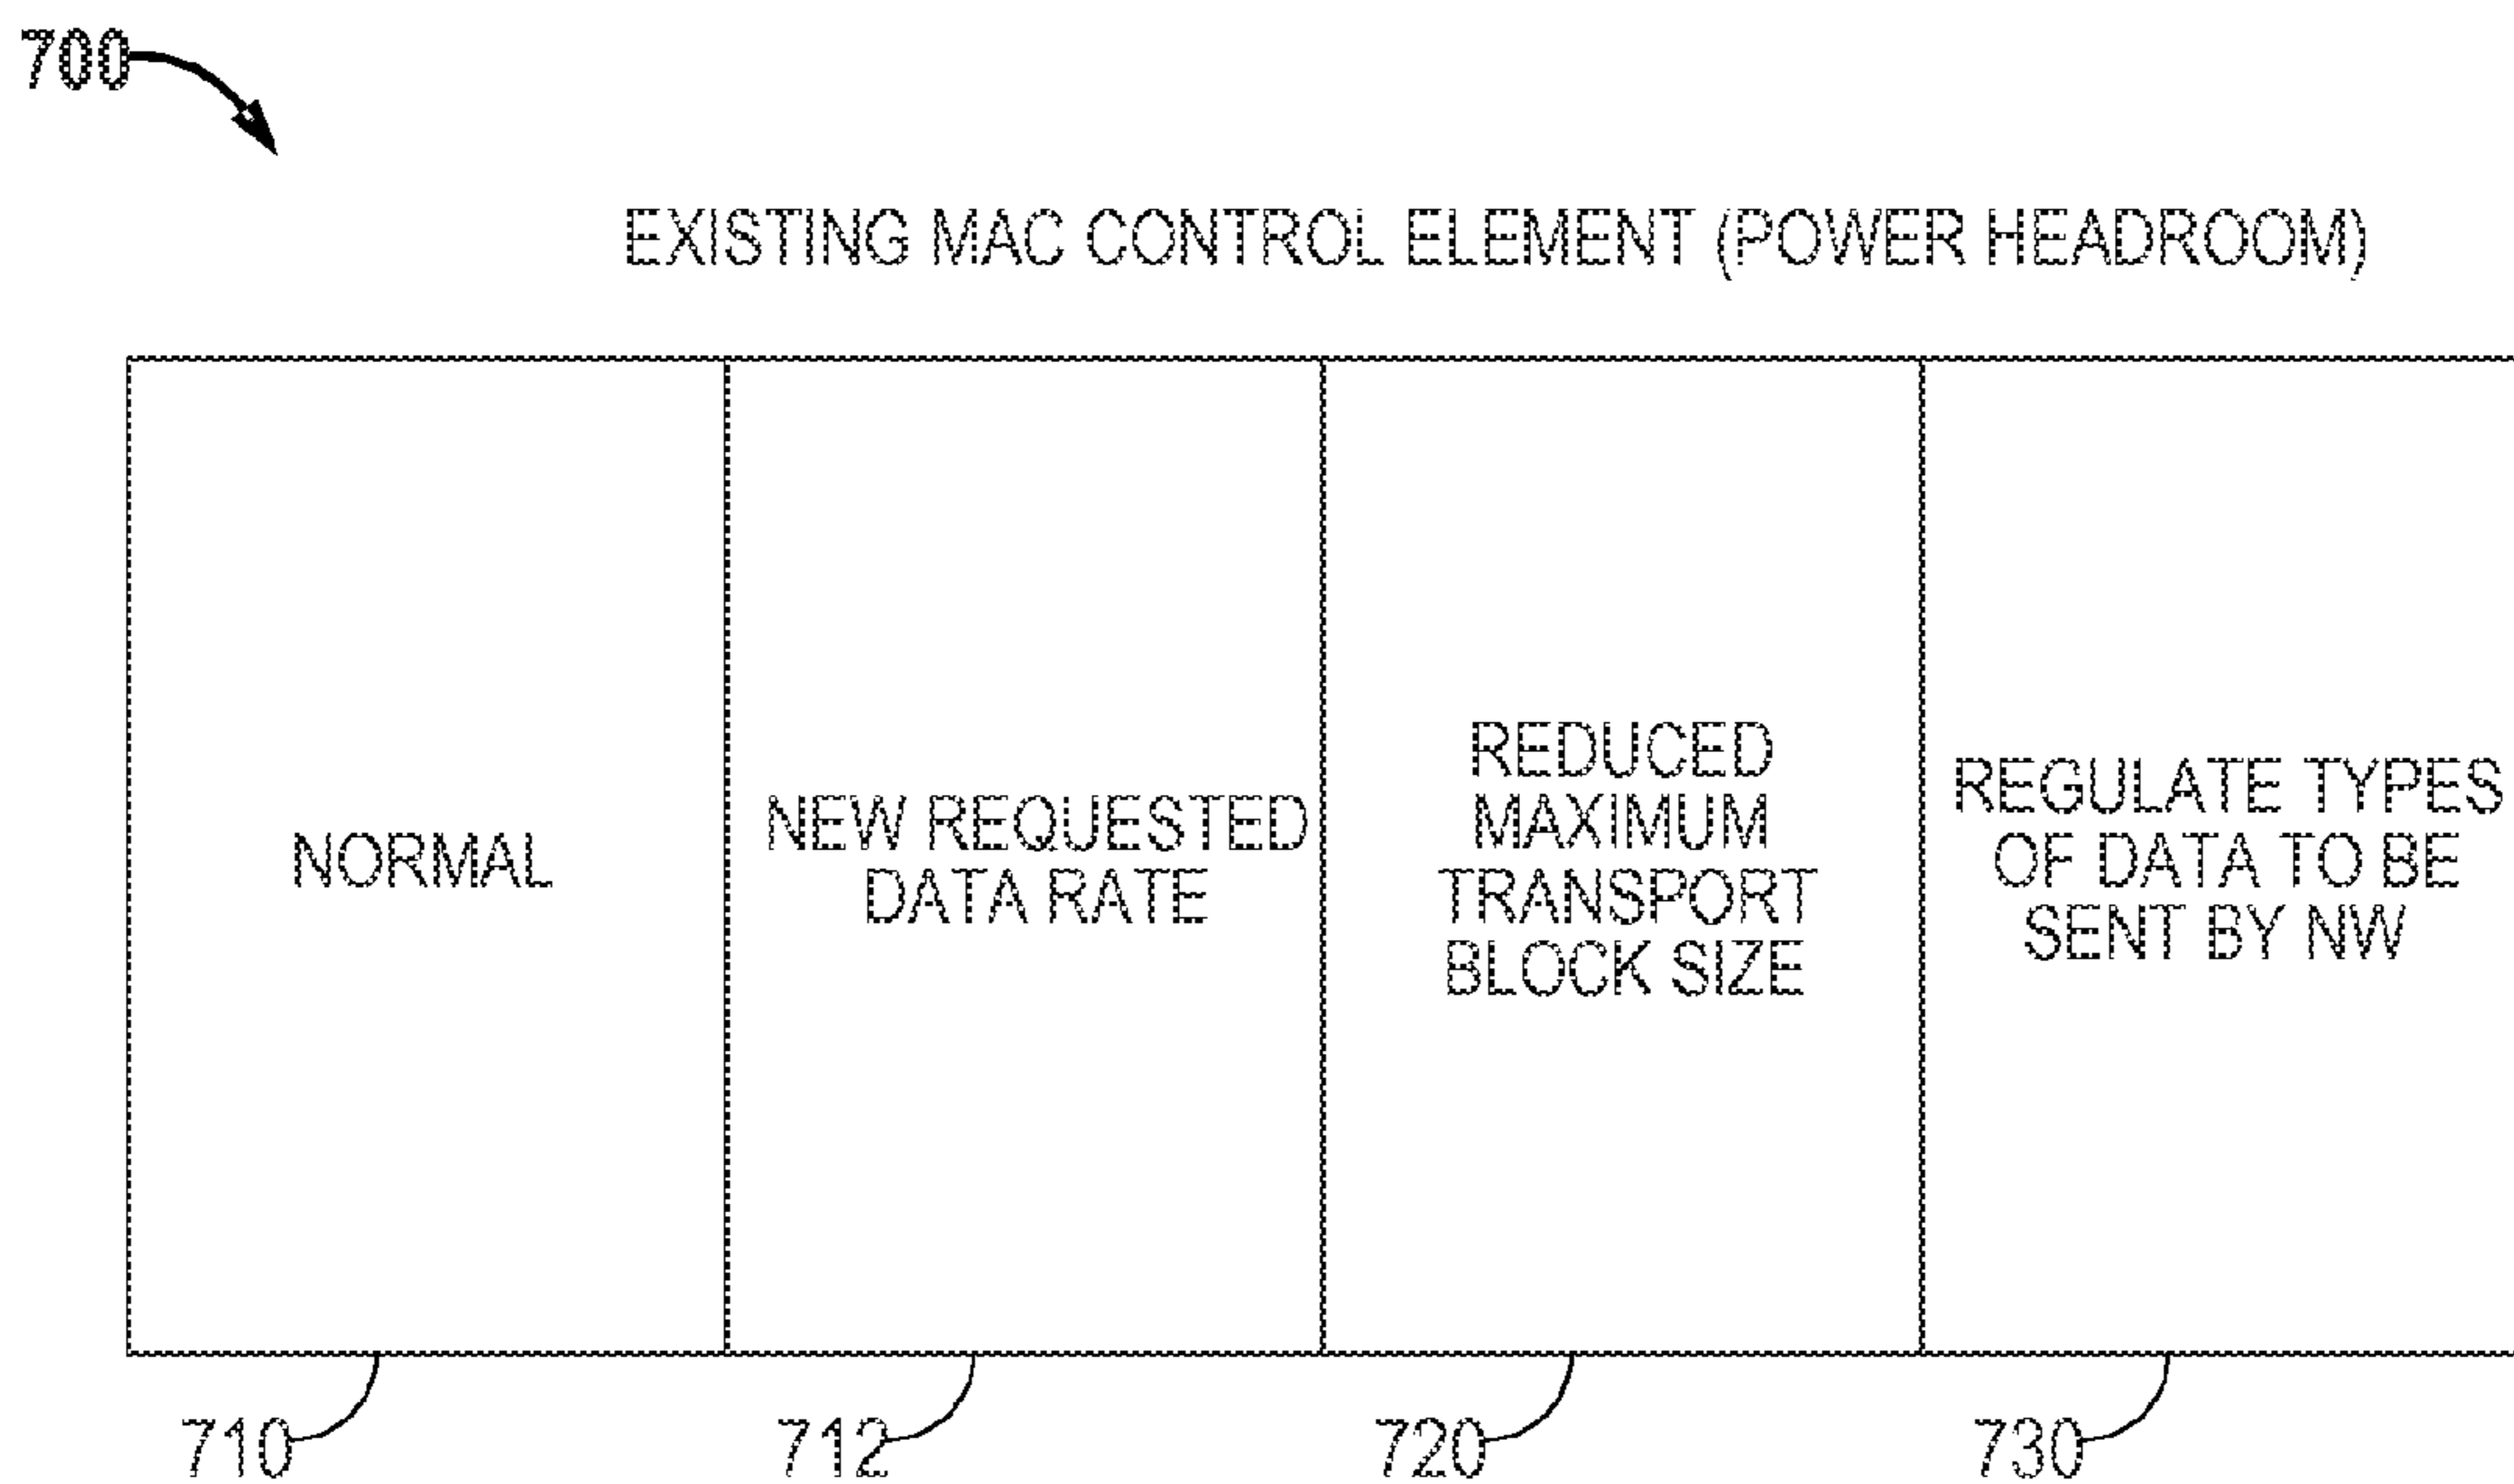 700
EXISTING MAC CONTROL ELEMENT (POWER HEADROOM)
NORMAL
NEW REQUESTED
DATA RATE
REDUCED
MAXIMUM
TRANSPORT
BLOCK SIZE
REGULATE TYPES
OF DATA TO BE
SENT BY NW
710
712
720
730